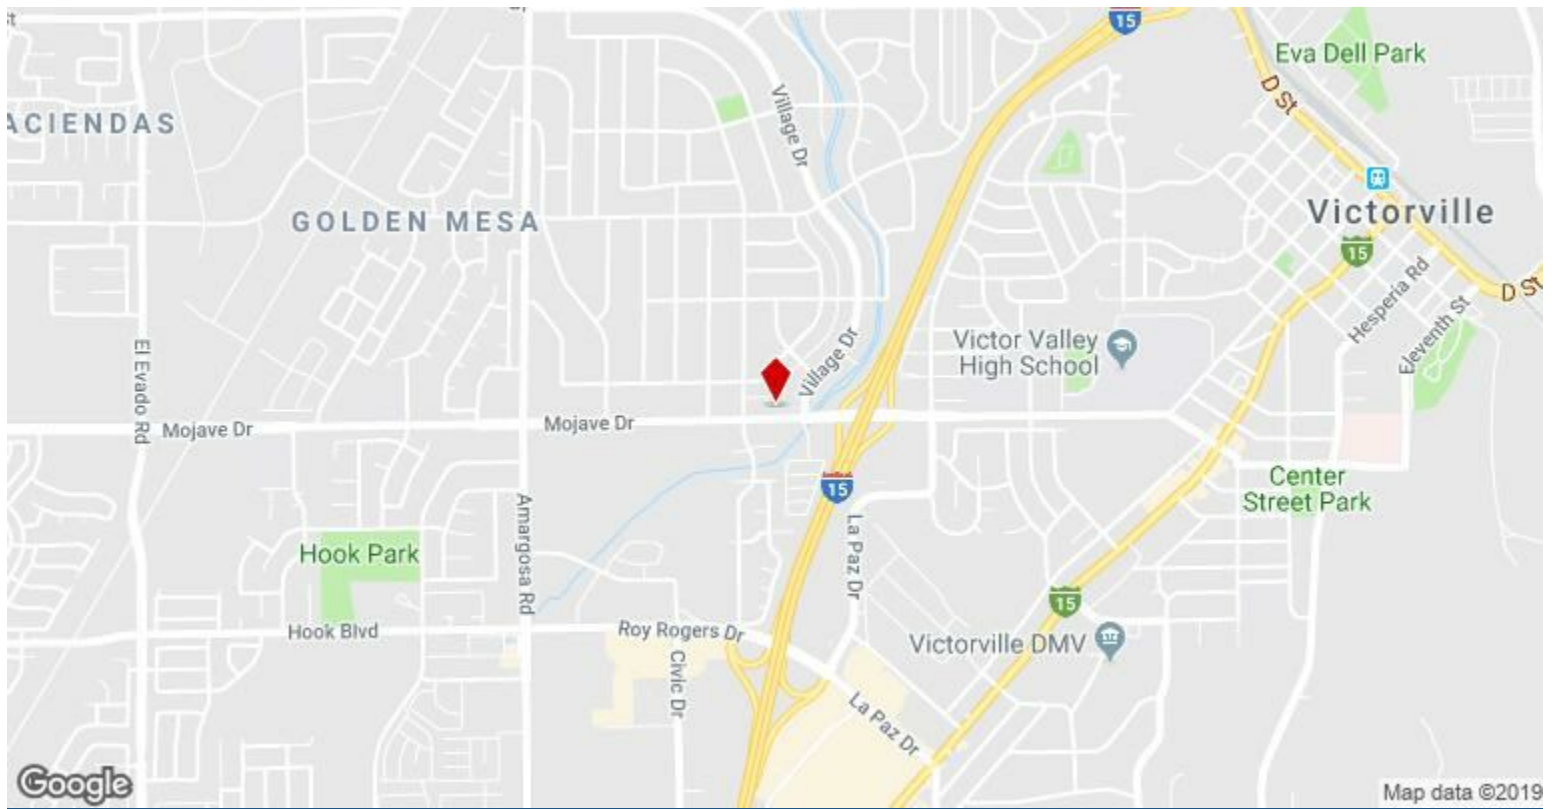 15
Eva Dell Park
D St
Village Dr
ACIENDAS
GOLDEN MESA
Victorville
15
Hesperia Rd
D St
Eleventh St
Victor Valley
High School
Village Dr
El Evado Rd
Mojave Dr
Mojave Dr
15
Center
Street Park
Amargosa Rd
La Paz Dr
Hook Park
15
Hook Blvd
Roy Rogers Dr
Victorville DMV
Civic Dr
La Paz Dr
Google
Map data ©2019